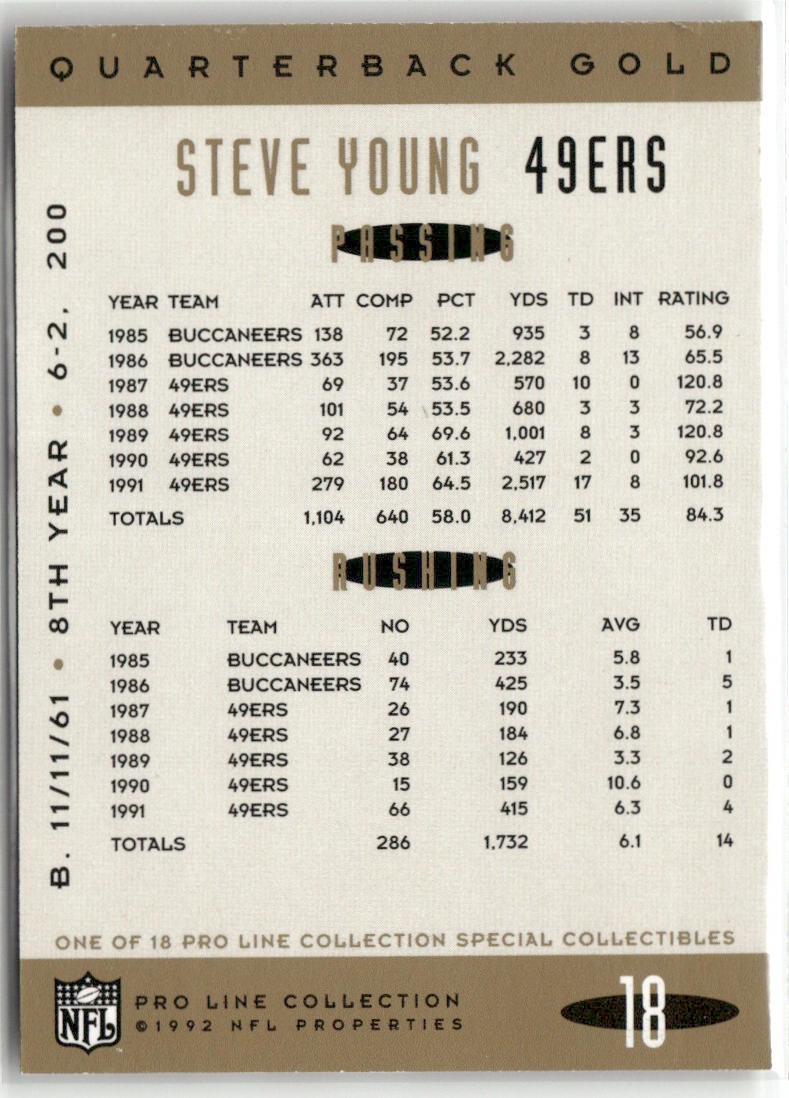 QUARTERBACK GOLD
STEVE YOUNG 49ERS
B. 11/11/61 • 8TH YEAR • 6-2, 200
PASSING
YEAR TEAM ATT COMP PCT YDS TD INT RATING
1985 BUCCANEERS 138 72 52.2 935 3 8 56.9
1986 BUCCANEERS 363 195 53.7 2,282 8 13 65.5
1987 49ERS 69 37 53.6 570 10 0 120.8
1988 49ERS 101 54 53.5 680 3 3 72.2
1989 49ERS 92 64 69.6 1,001 8 3 120.8
1990 49ERS 62 38 61.3 427 2 0 92.6
1991 49ERS 279 180 64.5 2,517 17 8 101.8
TOTALS 1,104 640 58.0 8,412 51 35 84.3
RUSHING
YEAR TEAM NO YDS AVG TD
1985 BUCCANEERS 40 233 5.8 1
1986 BUCCANEERS 74 425 3.5 5
1987 49ERS 26 190 7.3 1
1988 49ERS 27 184 6.8 1
1989 49ERS 38 126 3.3 2
1990 49ERS 15 159 10.6 0
1991 49ERS 66 415 6.3 4
TOTALS 286 1,732 6.1 14
ONE OF 18 PRO LINE COLLECTION SPECIAL COLLECTIBLES
NFL
PRO LINE COLLECTION
©1992 NFL PROPERTIES
18